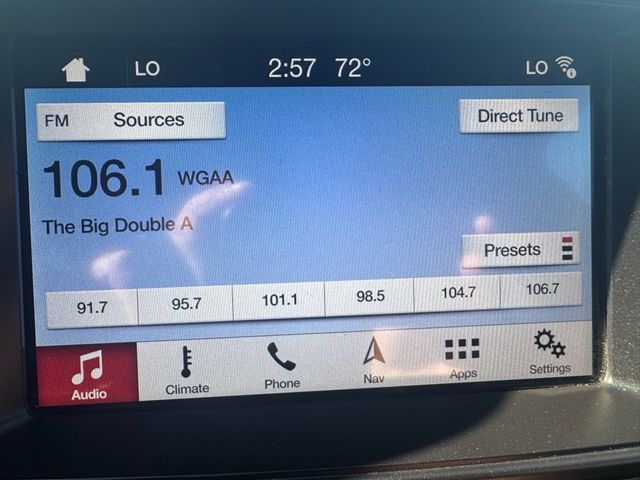 LO 2:57 72° LO
FM Sources Direct Tune
106.1 WGAA
The Big Double A
Presets
91.7 95.7 101.1 98.5 104.7 106.7
Audio Climate Phone Nav Apps Settings